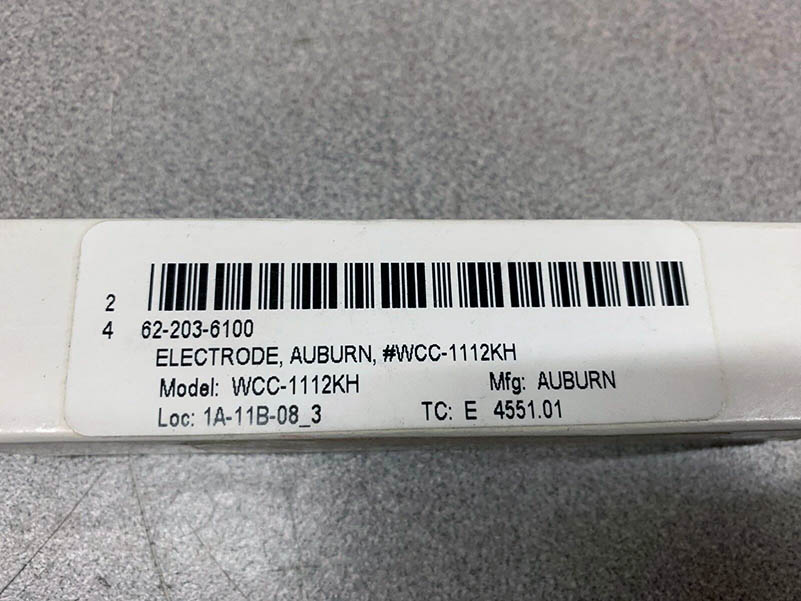 2
4 62-203-6100
ELECTRODE, AUBURN, #WCC-1112KH
Model: WCC-1112KH Mfg: AUBURN
Loc: 1A-11B-08_3 TC: E 4551.01